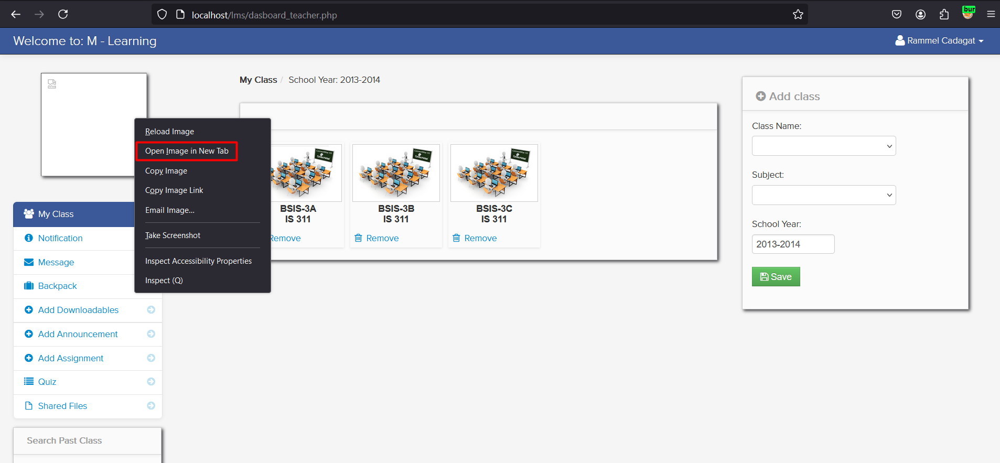 localhost/lms/dasboard_teacher.php
bur
Welcome to: M - Learning
Rammel Cadagat
My Class / School Year: 2013-2014
Reload Image
Open Image in New Tab
Copy Image
Copy Image Link
Email Image...
Take Screenshot
Inspect Accessibility Properties
Inspect (Q)
BSIS-3A
IS 311
Remove
BSIS-3B
IS 311
Remove
BSIS-3C
IS 311
Remove
Add class
Class Name:
Subject:
School Year:
2013-2014
Save
My Class
Notification
Message
Backpack
Add Downloadables
Add Announcement
Add Assignment
Quiz
Shared Files
Search Past Class